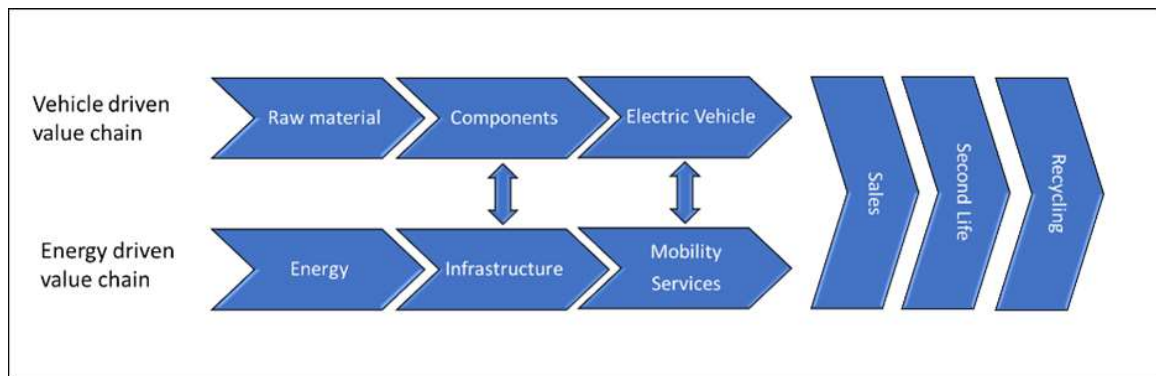 Vehicle driven
value chain
Raw material
Components
Electric Vehicle
Energy driven
value chain
Energy
Infrastructure
Mobility
Services
Sales
Second Life
Recycling